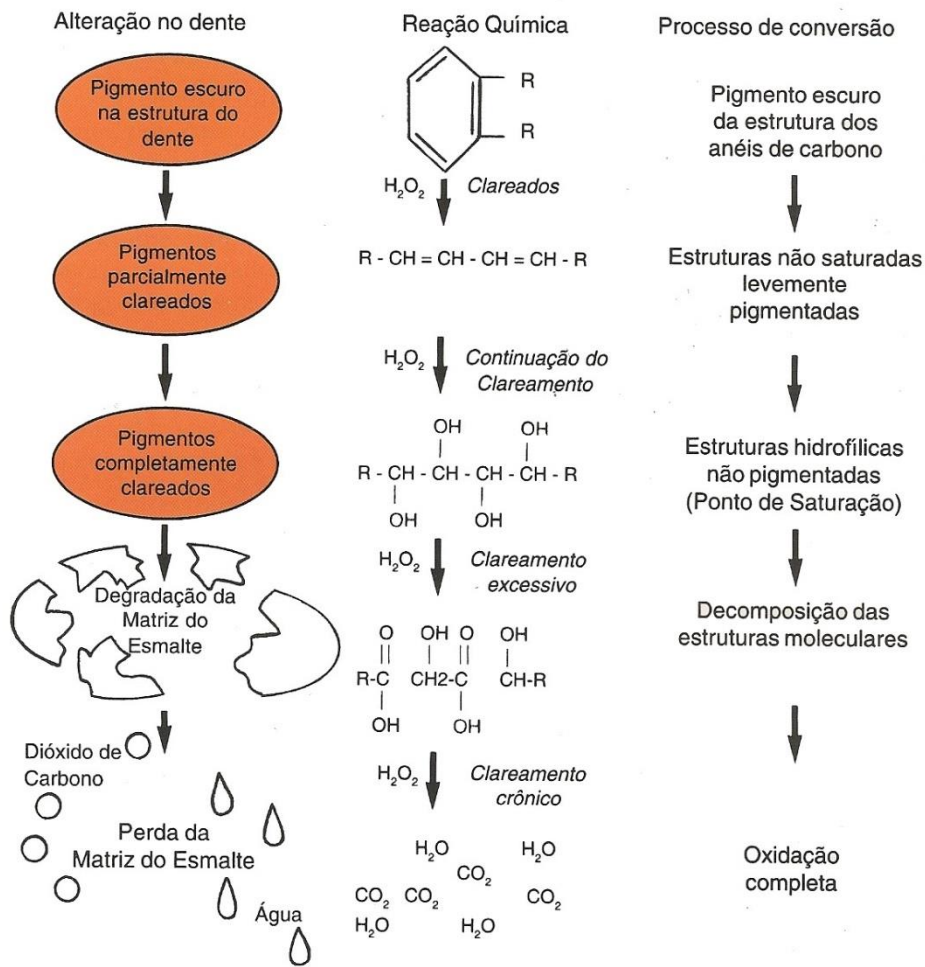 Alteração no dente
Pigmento escuro
na estrutura do
dente
Pigmentos
parcialmente
clareados
Pigmentos
completamente
clareados
Degradação da
Matriz do
Esmalte
Dióxido de
Carbono
Perda da
Matriz do Esmalte
Água
Reação Química
R
R
H₂O₂ Clareados
R - CH = CH - CH = CH - R
H₂O₂ Continuação do
Clareamento
OH OH
R - CH - CH - CH - CH - R
OH OH
H₂O₂ Clareamento
excessivo
O OH O OH
R-C CH2-C CH-R
OH OH
H₂O₂ Clareamento
crônico
H₂O H₂O
CO₂
CO₂ CO₂ CO₂
H₂O H₂O
Processo de conversão
Pigmento escuro
da estrutura dos
anéis de carbono
Estruturas não saturadas
levemente
pigmentadas
Estruturas hidrofílicas
não pigmentadas
(Ponto de Saturação)
Decomposição das
estruturas moleculares
Oxidação
completa